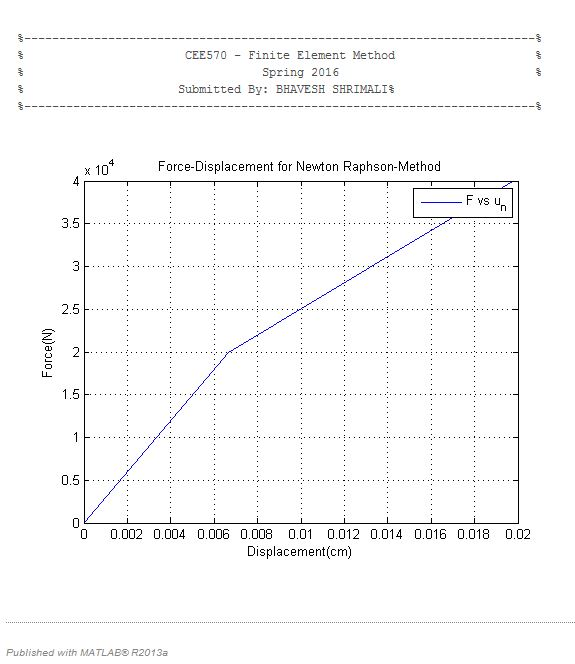 %------------------------------------------------------------------------%
% CEE570 - Finite Element Method %
% Spring 2016 %
% Submitted By: BHAVESH SHRIMALI%
%------------------------------------------------------------------------%
Force-Displacement for Newton Raphson-Method
x 10^4
F vs u_n
4
3.5
3
2.5
2
1.5
1
0.5
0
Force(N)
0 0.002 0.004 0.006 0.008 0.01 0.012 0.014 0.016 0.018 0.02
Displacement(cm)
Published with MATLAB® R2013a